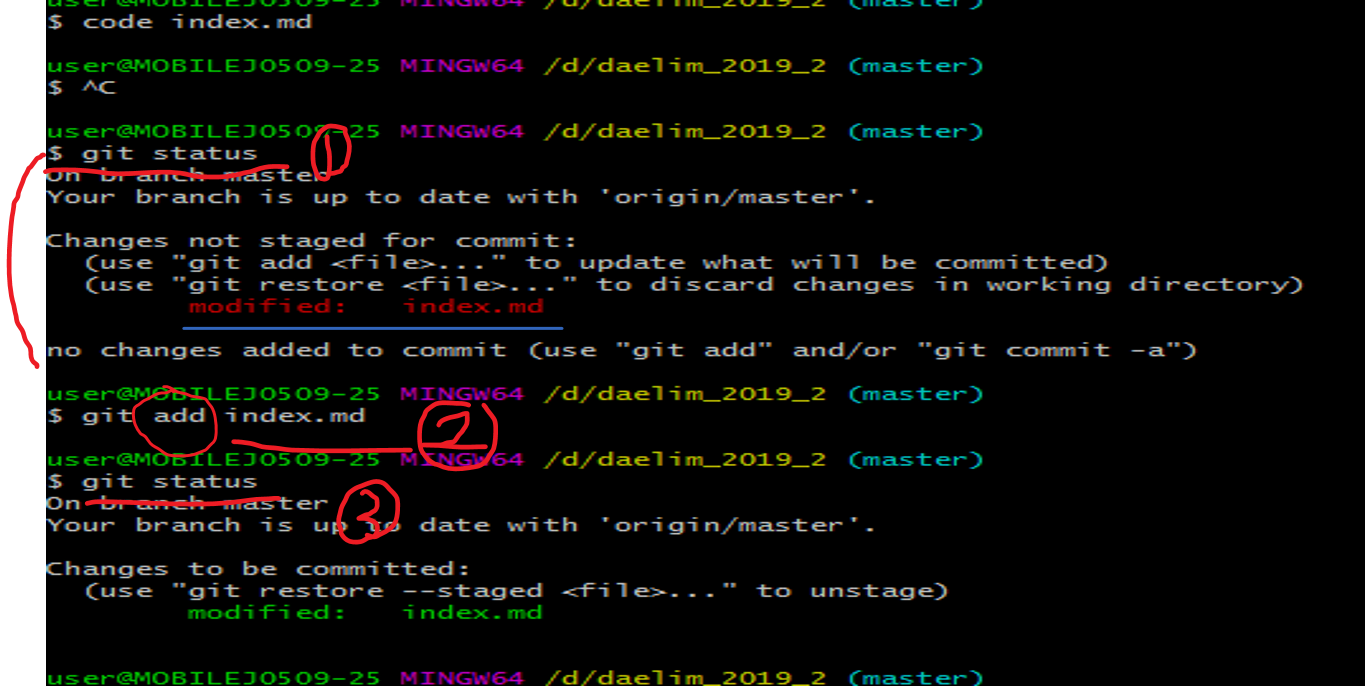 user@MOBILEJO509-25 MINGW64 /d/daelim_2019_2 (master)
$ code index.md
user@MOBILEJO509-25 MINGW64 /d/daelim_2019_2 (master)
$ ^C
user@MOBILEJO509-25 MINGW64 /d/daelim_2019_2 (master)
$ git status ①
On branch master
Your branch is up to date with 'origin/master'.
Changes not staged for commit:
(use "git add <file>..." to update what will be committed)
(use "git restore <file>..." to discard changes in working directory)
modified: index.md
no changes added to commit (use "git add" and/or "git commit -a")
user@MOBILEJO509-25 MINGW64 /d/daelim_2019_2 (master)
$ git add index.md ②
user@MOBILEJO509-25 MINGW64 /d/daelim_2019_2 (master)
$ git status
On branch master ③
Your branch is up to date with 'origin/master'.
Changes to be committed:
(use "git restore --staged <file>..." to unstage)
modified: index.md
user@MOBILEJO509-25 MINGW64 /d/daelim_2019_2 (master)